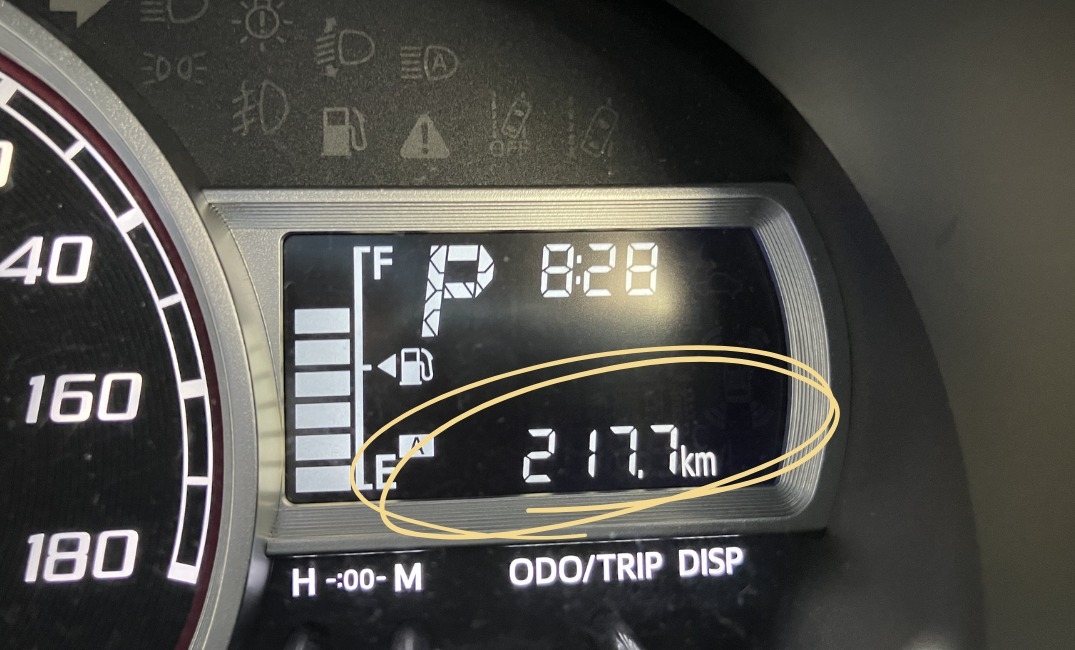 A
OFF
F
P 8:28
40
160
E A 217.7km
180
H -:00- M ODO/TRIP DISP